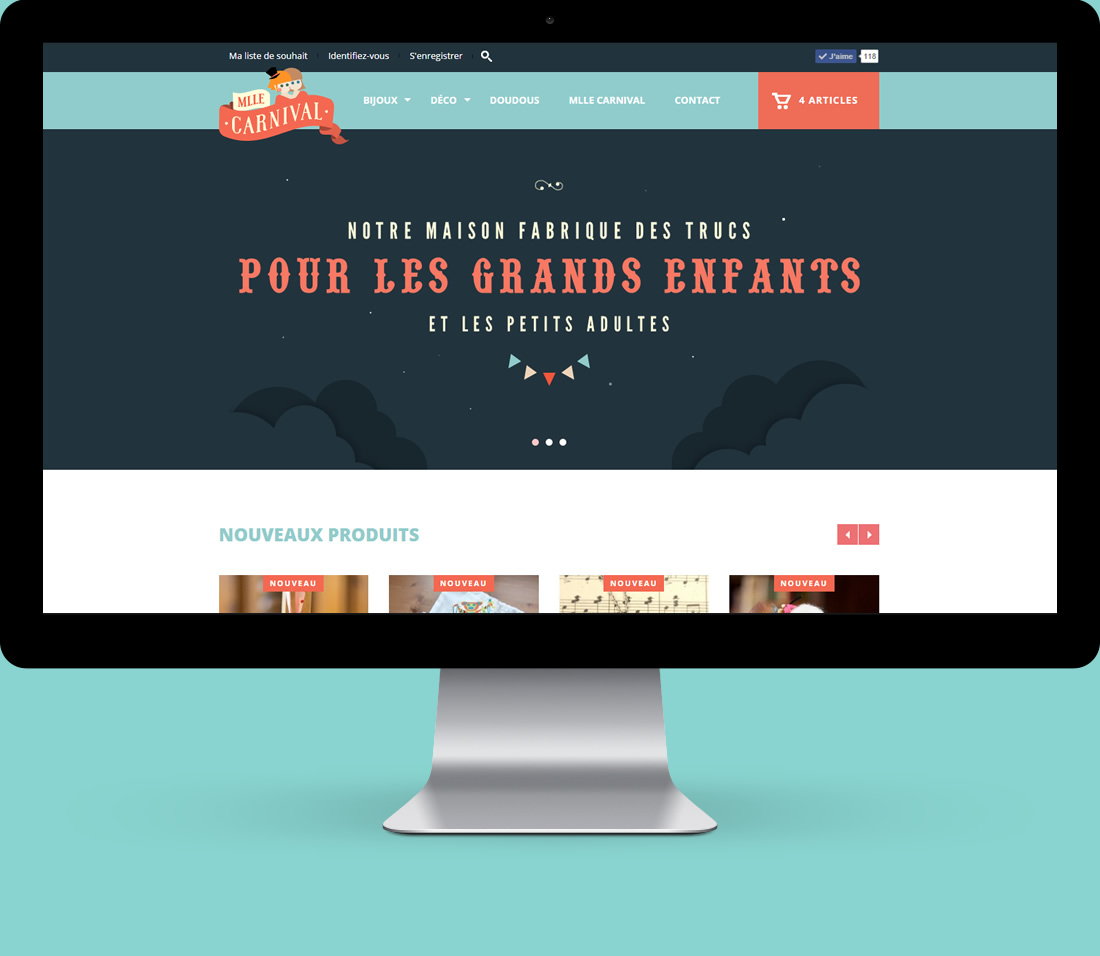 Ma liste de souhait Identifiez-vous S'enregistrer J'aime 118
MLLE
CARNIVAL
BIJOUX DÉCO DOUDOUS MLLE CARNIVAL CONTACT 4 ARTICLES
NOTRE MAISON FABRIQUE DES TRUCS
POUR LES GRANDS ENFANTS
ET LES PETITS ADULTES
NOUVEAUX PRODUITS
NOUVEAU NOUVEAU NOUVEAU NOUVEAU